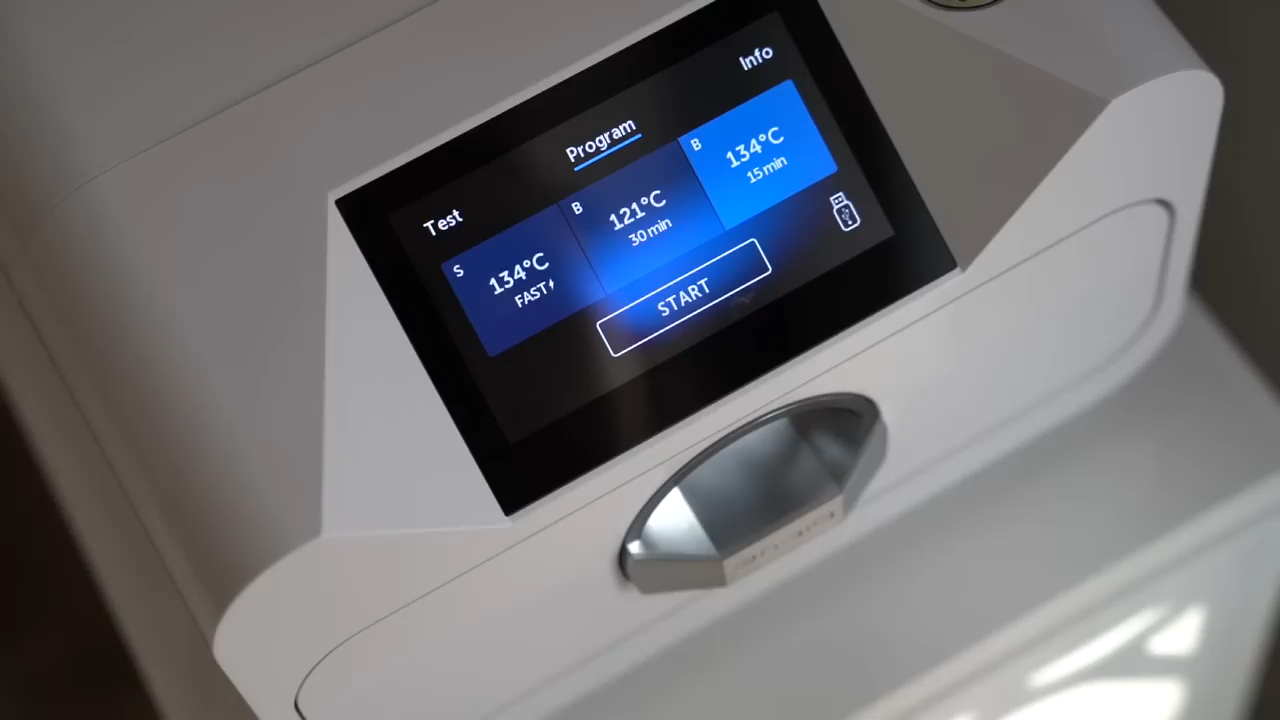 Test
Program
Info
S
134°C
FAST
B
121°C
30 min
B
134°C
15 min
START